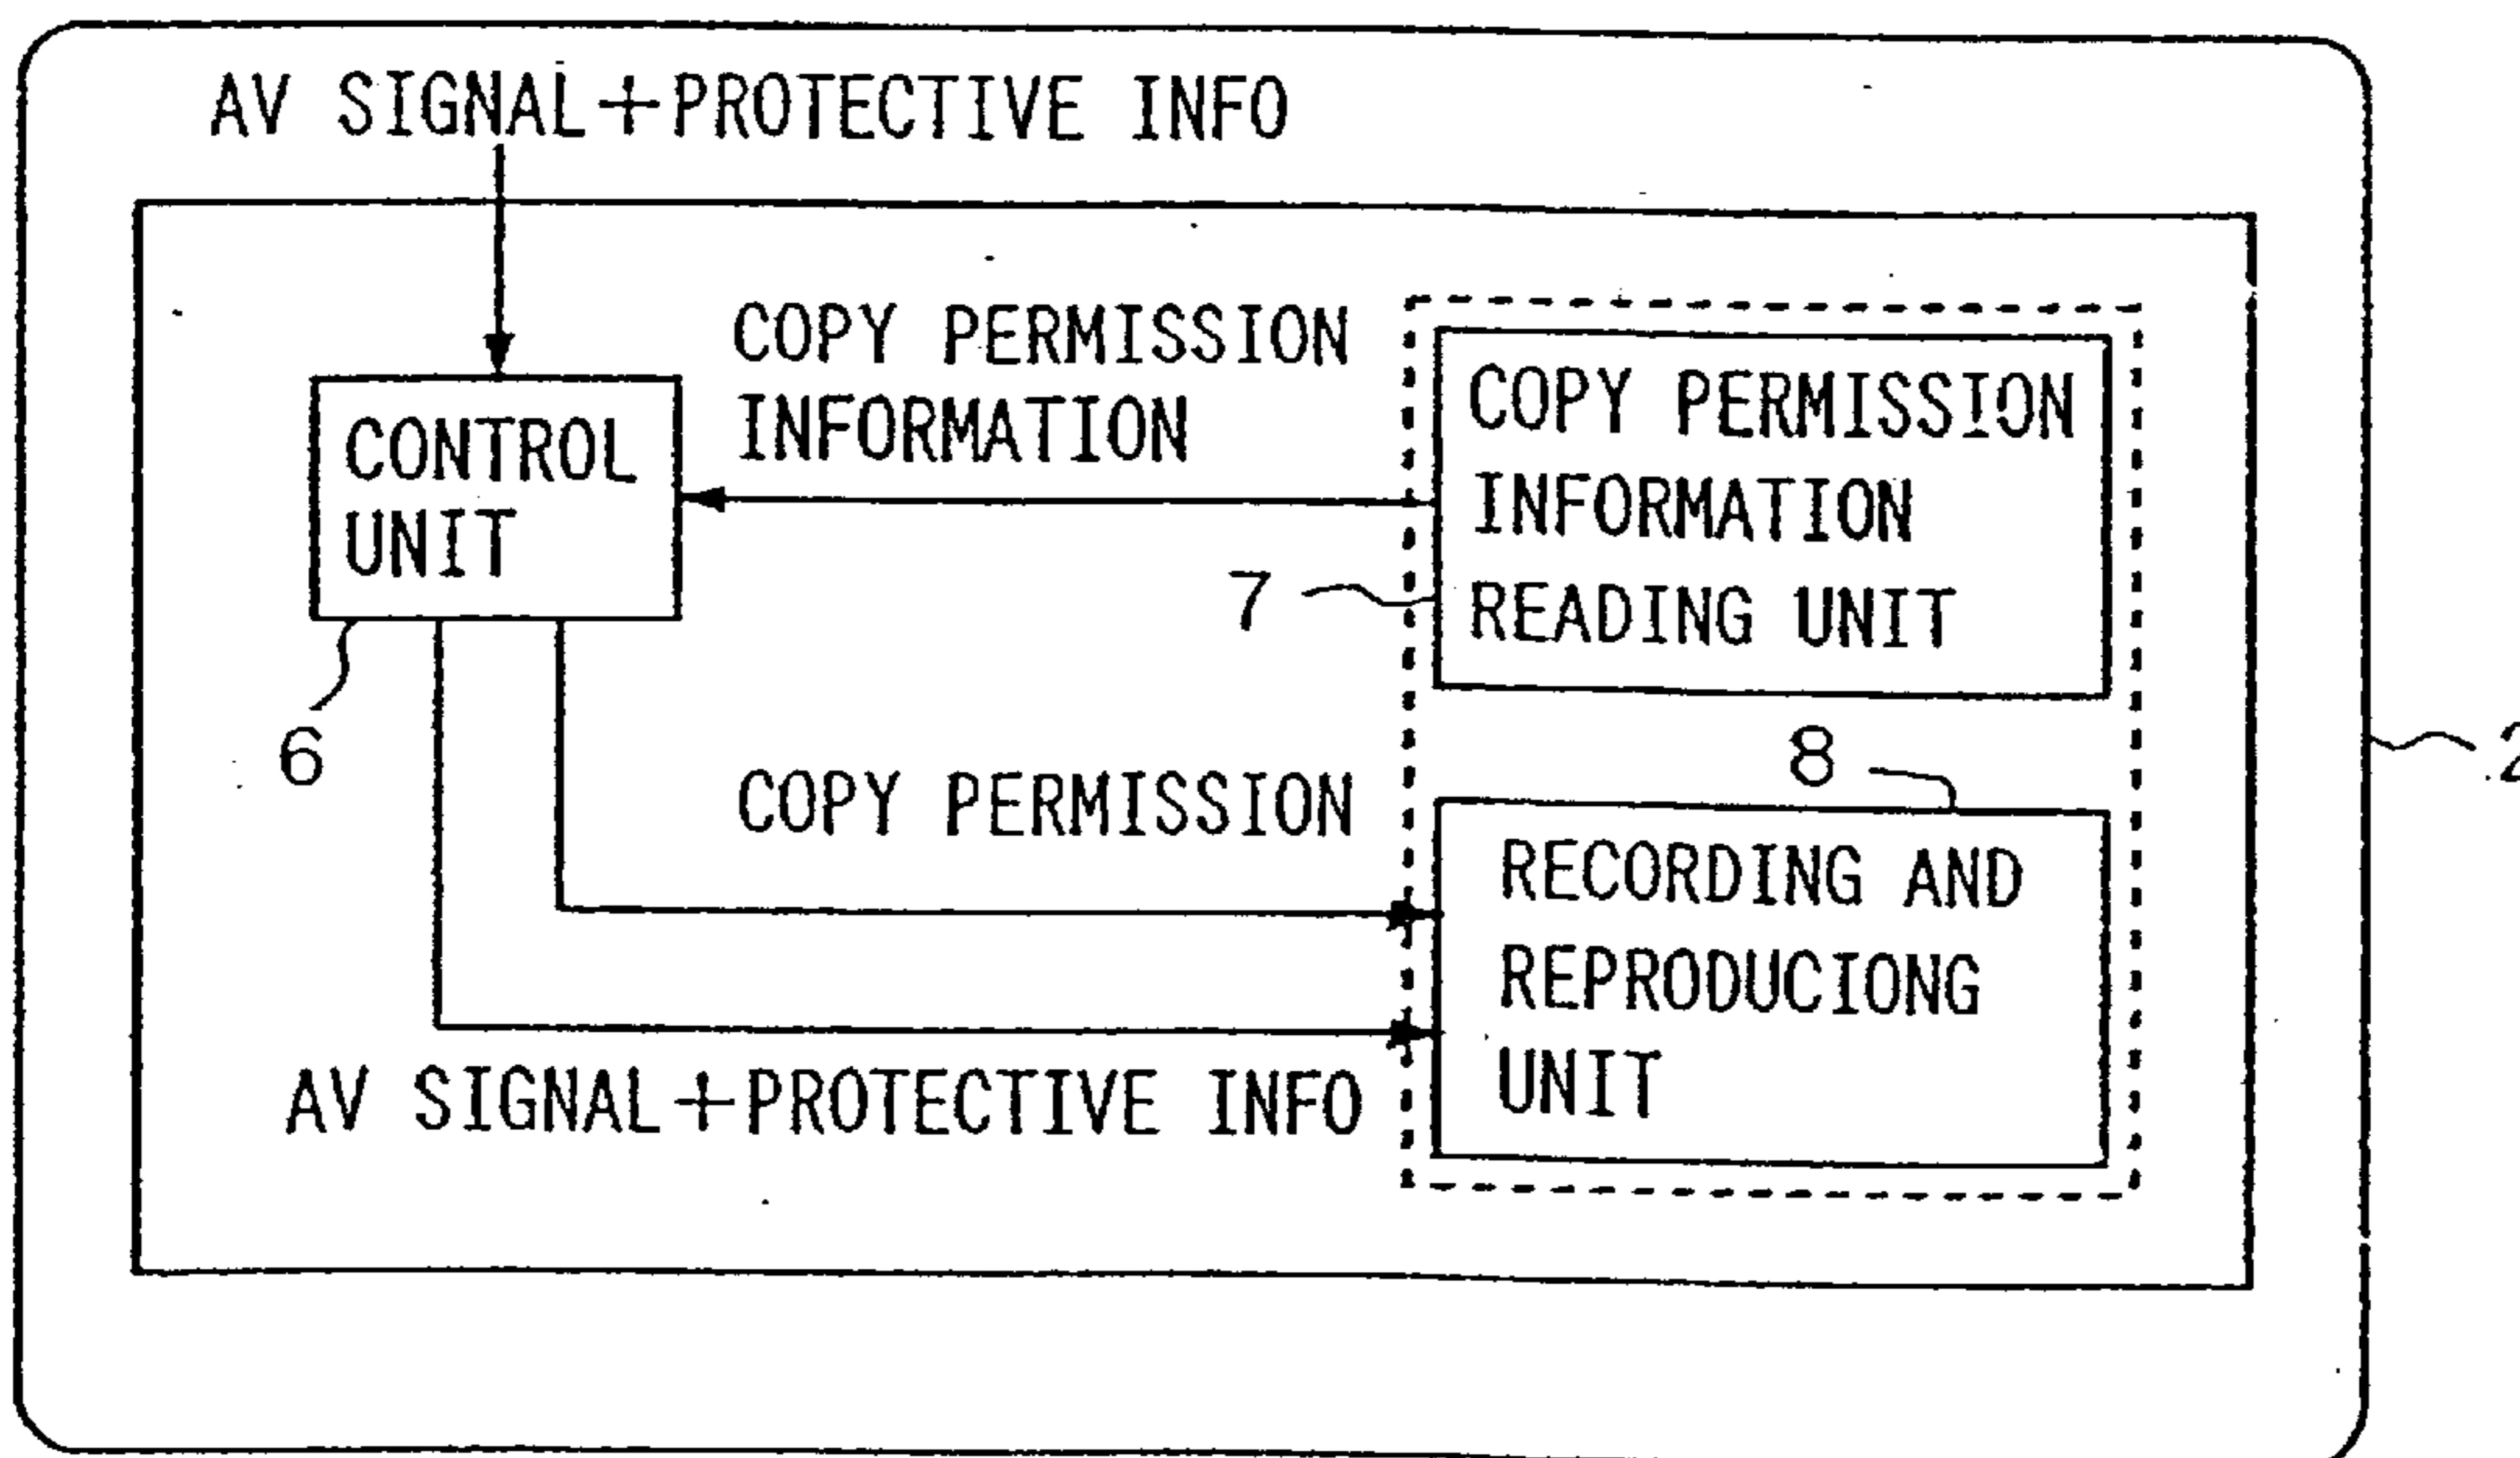 AV SIGNAL+PROTECTIVE INFO
COPY PERMISSION
INFORMATION
CONTROL
UNIT
COPY PERMISSION
INFORMATION
READING UNIT
7
6
8
2
COPY PERMISSION
RECORDING AND
REPRODUCIONG
UNIT
AV SIGNAL+PROTECTIVE INFO